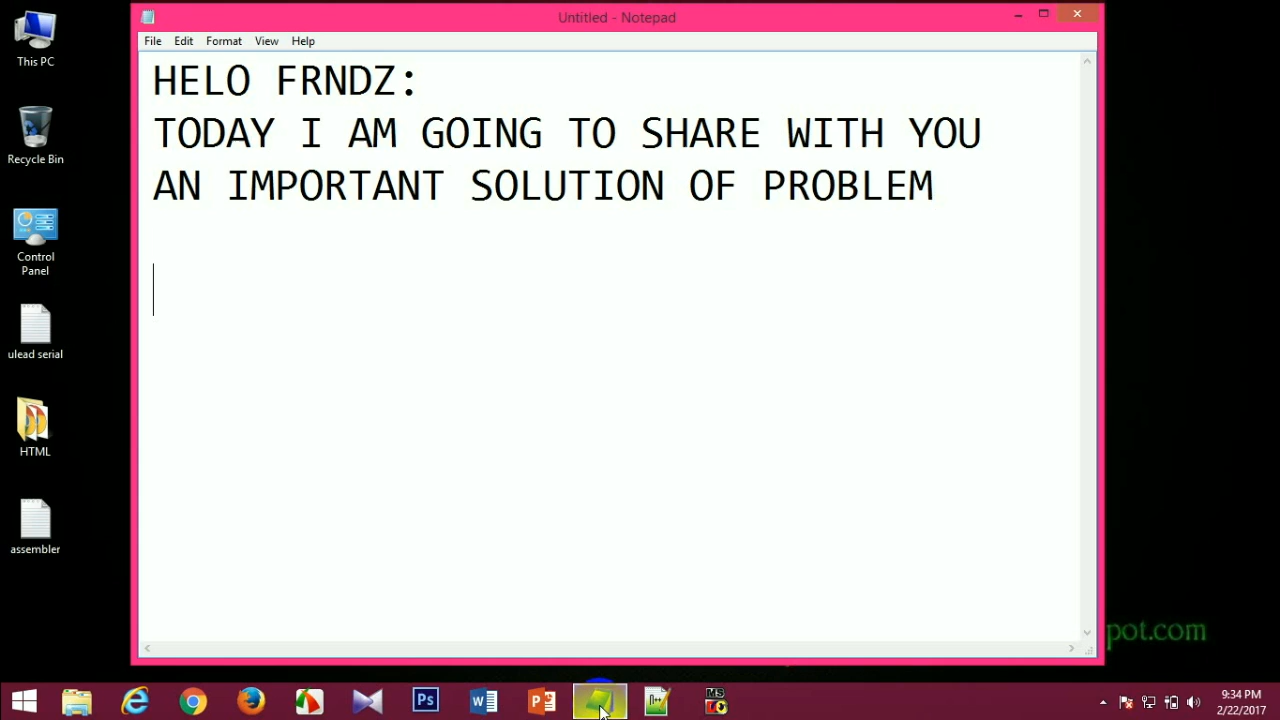 Untitled - Notepad
File Edit Format View Help
HELO FRNDZ:
TODAY I AM GOING TO SHARE WITH YOU
AN IMPORTANT SOLUTION OF PROBLEM
This PC
Recycle Bin
Control
Panel
ulead serial
HTML
assembler
pot.com
Ps
MS
9:34 PM
2/22/2017